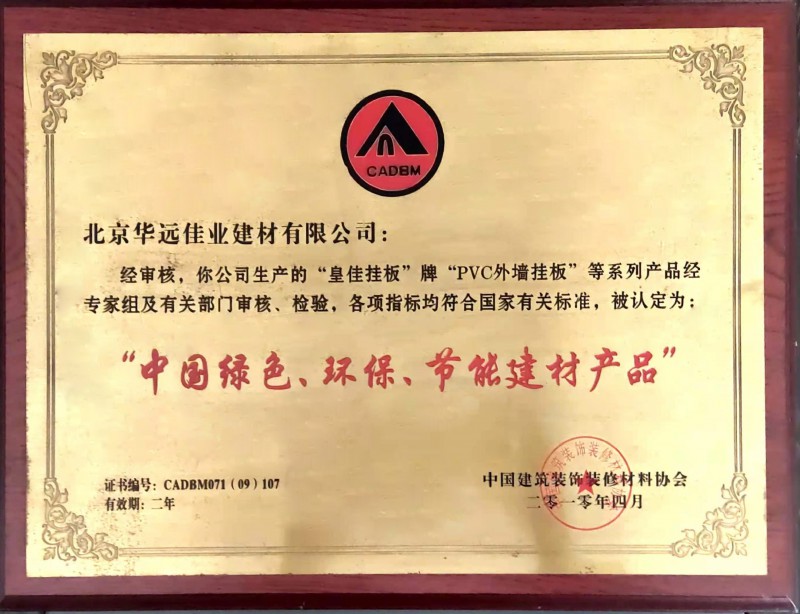 CADBM
北京华远佳业建材有限公司：
经审核，你公司生产的“皇佳挂板”牌“PVC外墙挂板”等系列产品经
专家组及有关部门审核、检验，各项指标均符合国家有关标准，被认定为：
“中国绿色、环保、节能建材产品”
证书编号：CADBM071（09）107
有效期：二年
中国建筑装饰装修材料协会
二零一零年四月